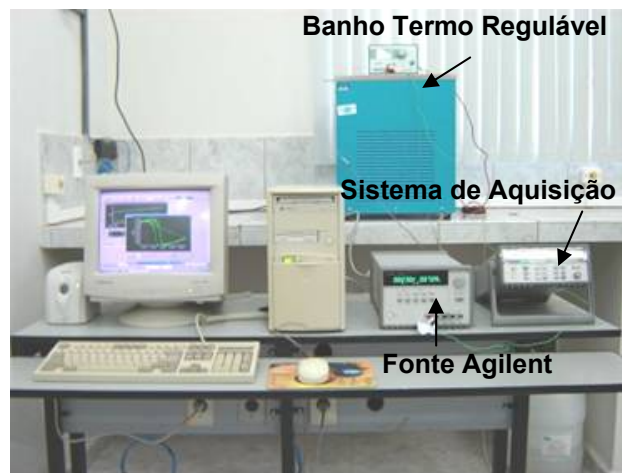 Banho Termo Regulável
Sistema de Aquisição
Fonte Agilent